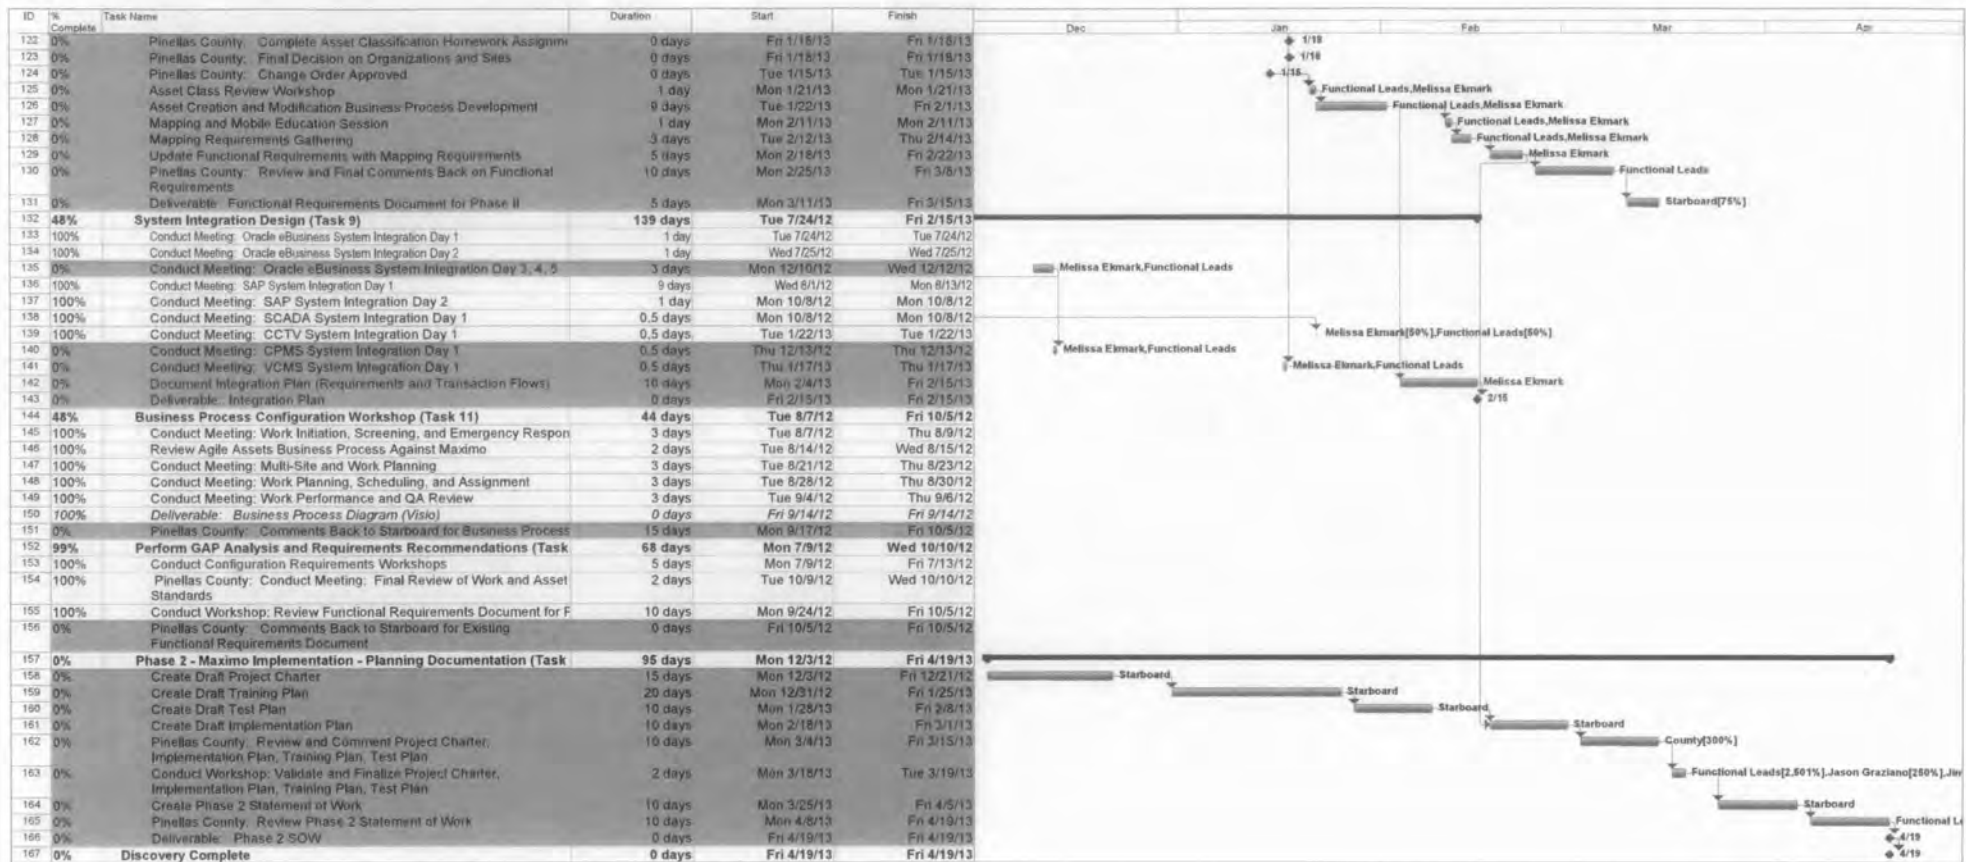 ID % Complete Task Name Duration Start Finish Dec Jan Feb Mar Apr
122 0% Pinellas County: Complete Asset Classification Homework Assignm 0 days Fri 1/18/13 Fri 1/18/13 1/18
123 0% Pinellas County: Final Decision on Organizations and Sites 0 days Fri 1/18/13 Fri 1/18/13 1/18
124 0% Pinellas County: Change Order Approved 0 days Tue 1/15/13 Tue 1/15/13 1/15
125 0% Asset Class Review Workshop 1 day Mon 1/21/13 Mon 1/21/13 Functional Leads,Melissa Ekmark
126 0% Asset Creation and Modification Business Process Development 9 days Tue 1/22/13 Fri 2/1/13 Functional Leads,Melissa Ekmark
127 0% Mapping and Mobile Education Session 1 day Mon 2/11/13 Mon 2/11/13 Functional Leads,Melissa Ekmark
128 0% Mapping Requirements Gathering 3 days Tue 2/12/13 Thu 2/14/13 Functional Leads,Melissa Ekmark
129 0% Update Functional Requirements with Mapping Requirements 5 days Mon 2/18/13 Fri 2/22/13 Melissa Ekmark
130 0% Pinellas County: Review and Final Comments Back on Functional 10 days Mon 2/25/13 Fri 3/8/13 Functional Leads
Requirements
131 0% Deliverable: Functional Requirements Document for Phase II 5 days Mon 3/11/13 Fri 3/15/13 Starboard[75%]
132 48% System Integration Design (Task 9) 139 days Tue 7/24/12 Fri 2/15/13
133 100% Conduct Meeting: Oracle eBusiness System Integration Day 1 1 day Tue 7/24/12 Tue 7/24/12
134 100% Conduct Meeting: Oracle eBusiness System Integration Day 2 1 day Wed 7/25/12 Wed 7/25/12
135 0% Conduct Meeting: Oracle eBusiness System Integration Day 3, 4, 5 3 days Mon 12/10/12 Wed 12/12/12 Melissa Ekmark,Functional Leads
136 100% Conduct Meeting: SAP System Integration Day 1 9 days Wed 8/1/12 Mon 8/13/12
137 100% Conduct Meeting: SAP System Integration Day 2 1 day Mon 10/8/12 Mon 10/8/12
138 100% Conduct Meeting: SCADA System Integration Day 1 0.5 days Mon 10/8/12 Mon 10/8/12
139 100% Conduct Meeting: CCTV System Integration Day 1 0.5 days Tue 1/22/13 Tue 1/22/13 Melissa Ekmark[50%],Functional Leads[50%]
140 0% Conduct Meeting: CPMS System Integration Day 1 0.5 days Thu 12/13/12 Thu 12/13/12 Melissa Ekmark,Functional Leads
141 0% Conduct Meeting: VCMS System Integration Day 1 0.5 days Thu 1/17/13 Thu 1/17/13 Melissa Ekmark,Functional Leads
142 0% Document Integration Plan (Requirements and Transaction Flows) 10 days Mon 2/4/13 Fri 2/15/13 Melissa Ekmark
143 0% Deliverable: Integration Plan 0 days Fri 2/15/13 Fri 2/15/13 2/15
144 48% Business Process Configuration Workshop (Task 11) 44 days Tue 8/7/12 Fri 10/5/12
145 100% Conduct Meeting: Work Initiation, Screening, and Emergency Respon 3 days Tue 8/7/12 Thu 8/9/12
146 100% Review Agile Assets Business Process Against Maximo 2 days Tue 8/14/12 Wed 8/15/12
147 100% Conduct Meeting: Multi-Site and Work Planning 3 days Tue 8/21/12 Thu 8/23/12
148 100% Conduct Meeting: Work Planning, Scheduling, and Assignment 3 days Tue 8/28/12 Thu 8/30/12
149 100% Conduct Meeting: Work Performance and QA Review 3 days Tue 9/4/12 Thu 9/6/12
150 100% Deliverable: Business Process Diagram (Visio) 0 days Fri 9/14/12 Fri 9/14/12
151 0% Pinellas County: Comments Back to Starboard for Business Process 15 days Mon 9/17/12 Fri 10/5/12
152 99% Perform GAP Analysis and Requirements Recommendations (Task 68 days Mon 7/9/12 Wed 10/10/12
153 100% Conduct Configuration Requirements Workshops 5 days Mon 7/9/12 Fri 7/13/12
154 100% Pinellas County: Conduct Meeting: Final Review of Work and Asset 2 days Tue 10/9/12 Wed 10/10/12
Standards
155 100% Conduct Workshop: Review Functional Requirements Document for F 10 days Mon 9/24/12 Fri 10/5/12
156 0% Pinellas County: Comments Back to Starboard for Existing 0 days Fri 10/5/12 Fri 10/5/12
Functional Requirements Document
157 0% Phase 2 - Maximo Implementation - Planning Documentation (Task 95 days Mon 12/3/12 Fri 4/19/13
158 0% Create Draft Project Charter 15 days Mon 12/3/12 Fri 12/21/12 Starboard
159 0% Create Draft Training Plan 20 days Mon 12/31/12 Fri 1/25/13 Starboard
160 0% Create Draft Test Plan 10 days Mon 1/28/13 Fri 2/8/13 Starboard
161 0% Create Draft Implementation Plan 10 days Mon 2/18/13 Fri 3/1/13 Starboard
162 0% Pinellas County: Review and Comment Project Charter, 10 days Mon 3/4/13 Fri 3/15/13 County[300%]
Implementation Plan, Training Plan, Test Plan
163 0% Conduct Workshop: Validate and Finalize Project Charter, 2 days Mon 3/18/13 Tue 3/19/13 Functional Leads[2,501%],Jason Graziano[250%],Jin
Implementation Plan, Training Plan, Test Plan
164 0% Create Phase 2 Statement of Work 10 days Mon 3/25/13 Fri 4/5/13 Starboard
165 0% Pinellas County: Review Phase 2 Statement of Work 10 days Mon 4/8/13 Fri 4/19/13 Functional Le
166 0% Deliverable: Phase 2 SOW 0 days Fri 4/19/13 Fri 4/19/13 4/19
167 0% Discovery Complete 0 days Fri 4/19/13 Fri 4/19/13 4/19